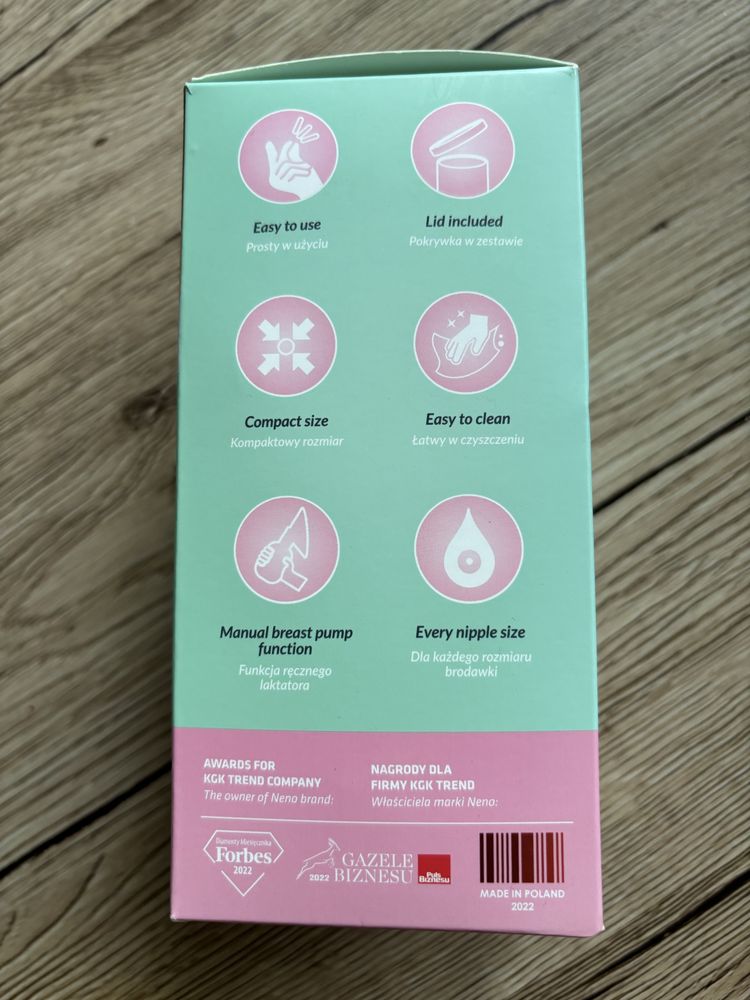 Easy to use
Prosty w użyciu
Lid included
Pokrywka w zestawie
Compact size
Kompaktowy rozmiar
Easy to clean
Łatwy w czyszczeniu
Manual breast pump
function
Funkcja ręcznego
laktatora
Every nipple size
Dla każdego rozmiaru
brodawki
AWARDS FOR
KGK TREND COMPANY
The owner of Neno brand:
NAGRODY DLA
FIRMY KGK TREND
Właściciela marki Neno:
Diamenty Miesięcznika
Forbes
2022
GAZELE
2022 BIZNESU
Puls
Biznesu
MADE IN POLAND
2022